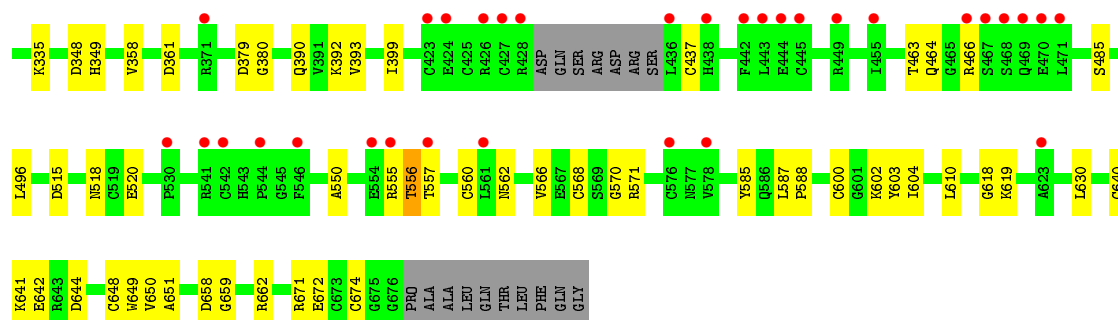 K335 D348 H349 V358 D361 R371 D379 G380 Q390 V391 K392 V393 I399 C423 E424 C425 R426 C427 R428 ASP GLN SER ARG ASP ARG SER L436 C437 H438 F442 L443 E444 C445 R449 I455 T463 Q464 G465 R466 S467 S468 Q469 E470 L471 S485
L496 D515 N518 C519 E520 P530 R541 C542 H543 P544 G545 F546 A550 E554 R555 T556 T557 C560 L561 N562 V566 E567 C568 S569 G570 R571 C576 N577 V578 Y585 Q586 L587 P588 C600 G601 K602 Y603 I604 L610 G618 K619 A623 L630
K641 E642 R643 D644 C648 W649 V650 A651 D658 G659 R662 R671 E672 C673 C674 G675 G676 PRO ALA ALA LEU GLN THR LEU PHE GLN GLY